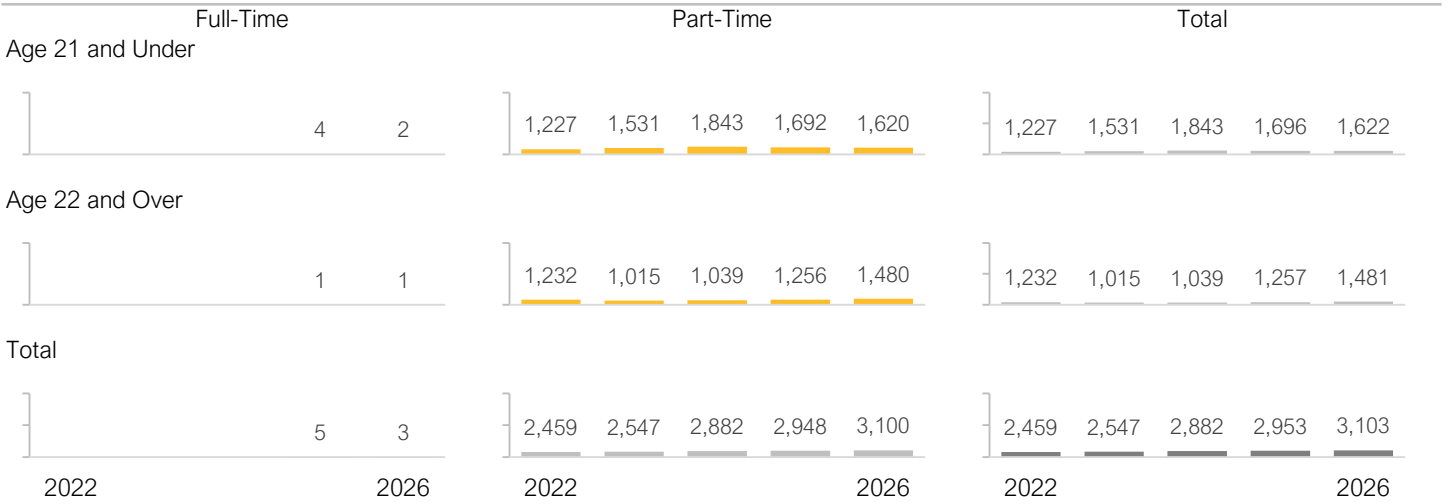 Full-Time Part-Time Total
Age 21 and Under
4 2 1,227 1,531 1,843 1,692 1,620 1,227 1,531 1,843 1,696 1,622
Age 22 and Over
1 1 1,232 1,015 1,039 1,256 1,480 1,232 1,015 1,039 1,257 1,481
Total
5 3 2,459 2,547 2,882 2,948 3,100 2,459 2,547 2,882 2,953 3,103
2022 2026 2022 2026 2022 2026